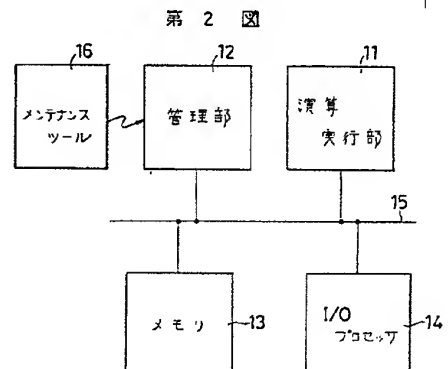 第 2 図
16
12
11
メンテナンス
ツール
管理部
演算
実行部
15
メモリ
13
I/O
プロセッサ
14